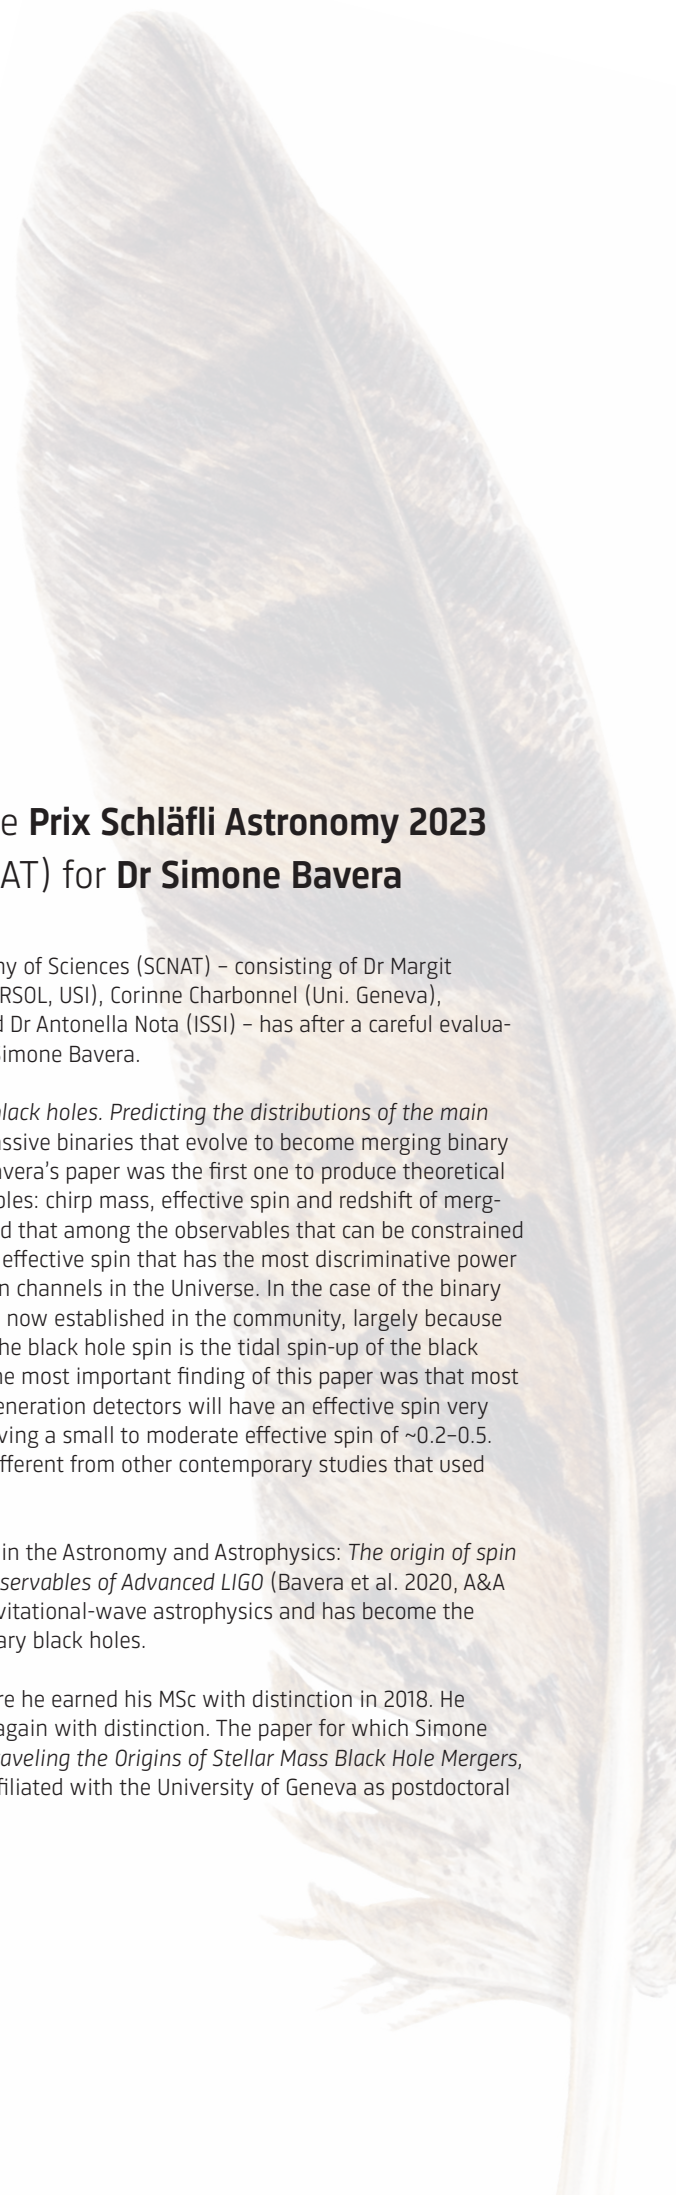 e Prix Schläfli Astronomy 2023
AT) for Dr Simone Bavera
ny of Sciences (SCNAT) – consisting of Dr Margit
RSOL, USI), Corinne Charbonnel (Uni. Geneva),
d Dr Antonella Nota (ISSI) – has after a careful evalua-
Simone Bavera.
black holes. Predicting the distributions of the main
assive binaries that evolve to become merging binary
avera’s paper was the first one to produce theoretical
bles: chirp mass, effective spin and redshift of merg-
d that among the observables that can be constrained
effective spin that has the most discriminative power
n channels in the Universe. In the case of the binary
now established in the community, largely because
he black hole spin is the tidal spin-up of the black
he most important finding of this paper was that most
eneration detectors will have an effective spin very
ving a small to moderate effective spin of ~0.2–0.5.
fferent from other contemporary studies that used
in the Astronomy and Astrophysics: The origin of spin
servables of Advanced LIGO (Bavera et al. 2020, A&A
vitational-wave astrophysics and has become the
ary black holes.
re he earned his MSc with distinction in 2018. He
again with distinction. The paper for which Simone
raveling the Origins of Stellar Mass Black Hole Mergers,
filiated with the University of Geneva as postdoctoral